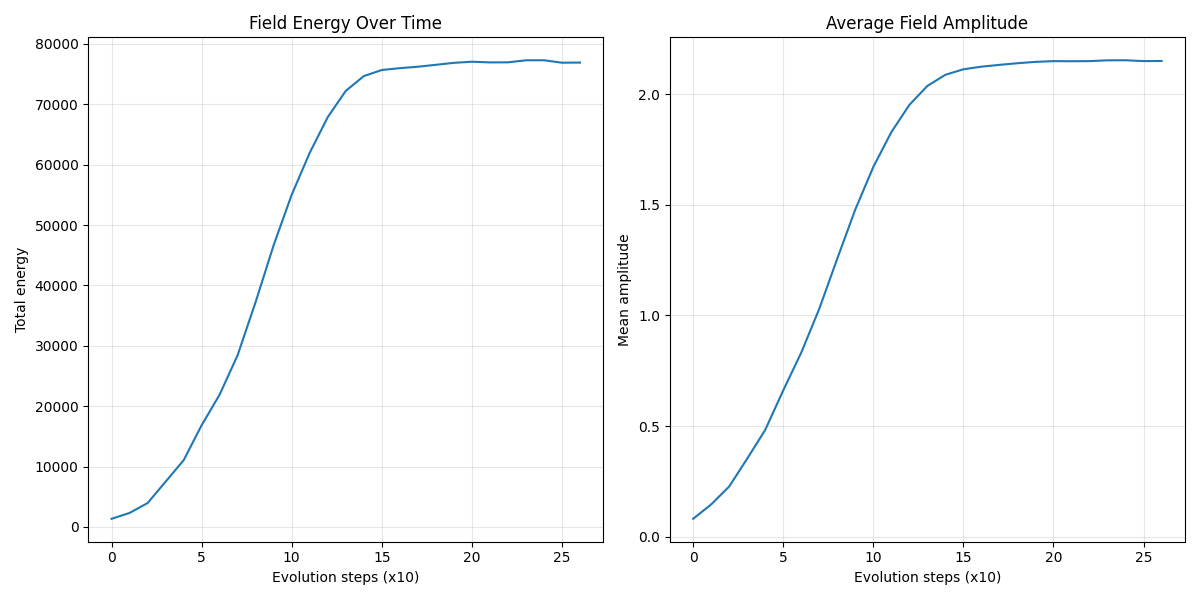 Field Energy Over Time
80000
70000
60000
50000
40000
30000
20000
10000
0
Total energy
0 5 10 15 20 25
Evolution steps (x10)
Average Field Amplitude
2.0
1.5
1.0
0.5
0.0
Mean amplitude
0 5 10 15 20 25
Evolution steps (x10)